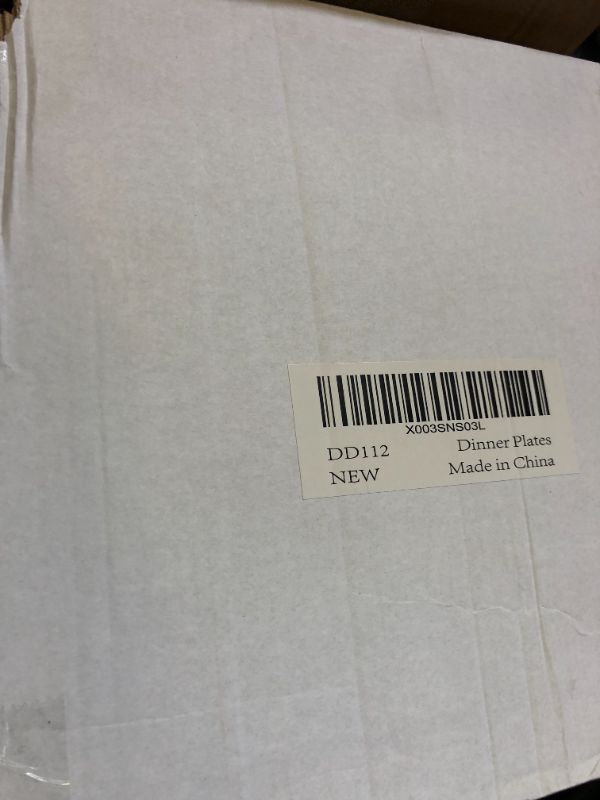 X003SNS03L
DD112 Dinner Plates
NEW Made in China